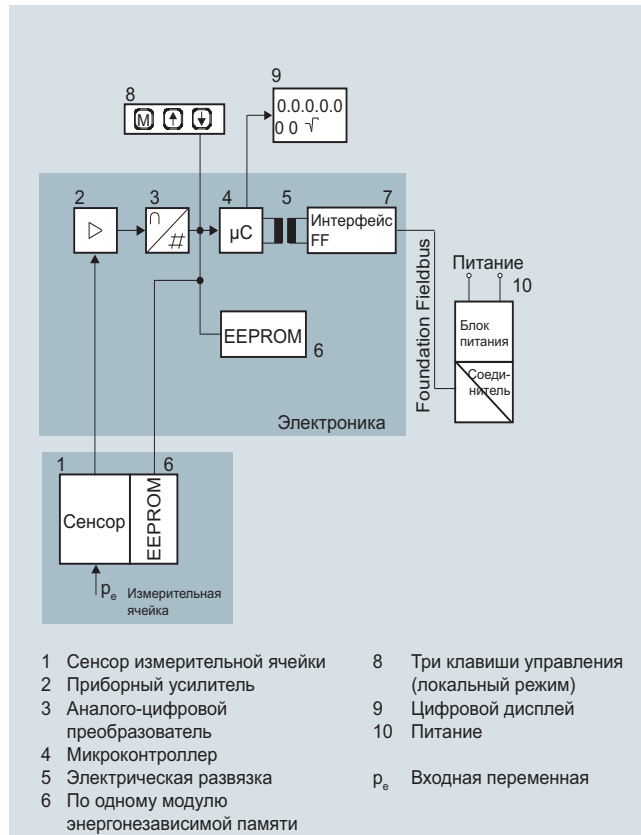 9
8
0.0.0.0.0
0 0 √
M
2
3
4
5
7
µC
Интерфейс
FF
∩
#
Питание
10
Foundation Fieldbus
Блок
питания
Соеди-
нитель
EEPROM
6
Электроника
1
6
Сенсор
EEPROM
pₑ
Измерительная
ячейка
1 Сенсор измерительной ячейки
2 Приборный усилитель
3 Аналого-цифровой
преобразователь
4 Микроконтроллер
5 Электрическая развязка
6 По одному модулю
энергонезависимой памяти
8 Три клавиши управления
(локальный режим)
9 Цифровой дисплей
10 Питание
pₑ Входная переменная